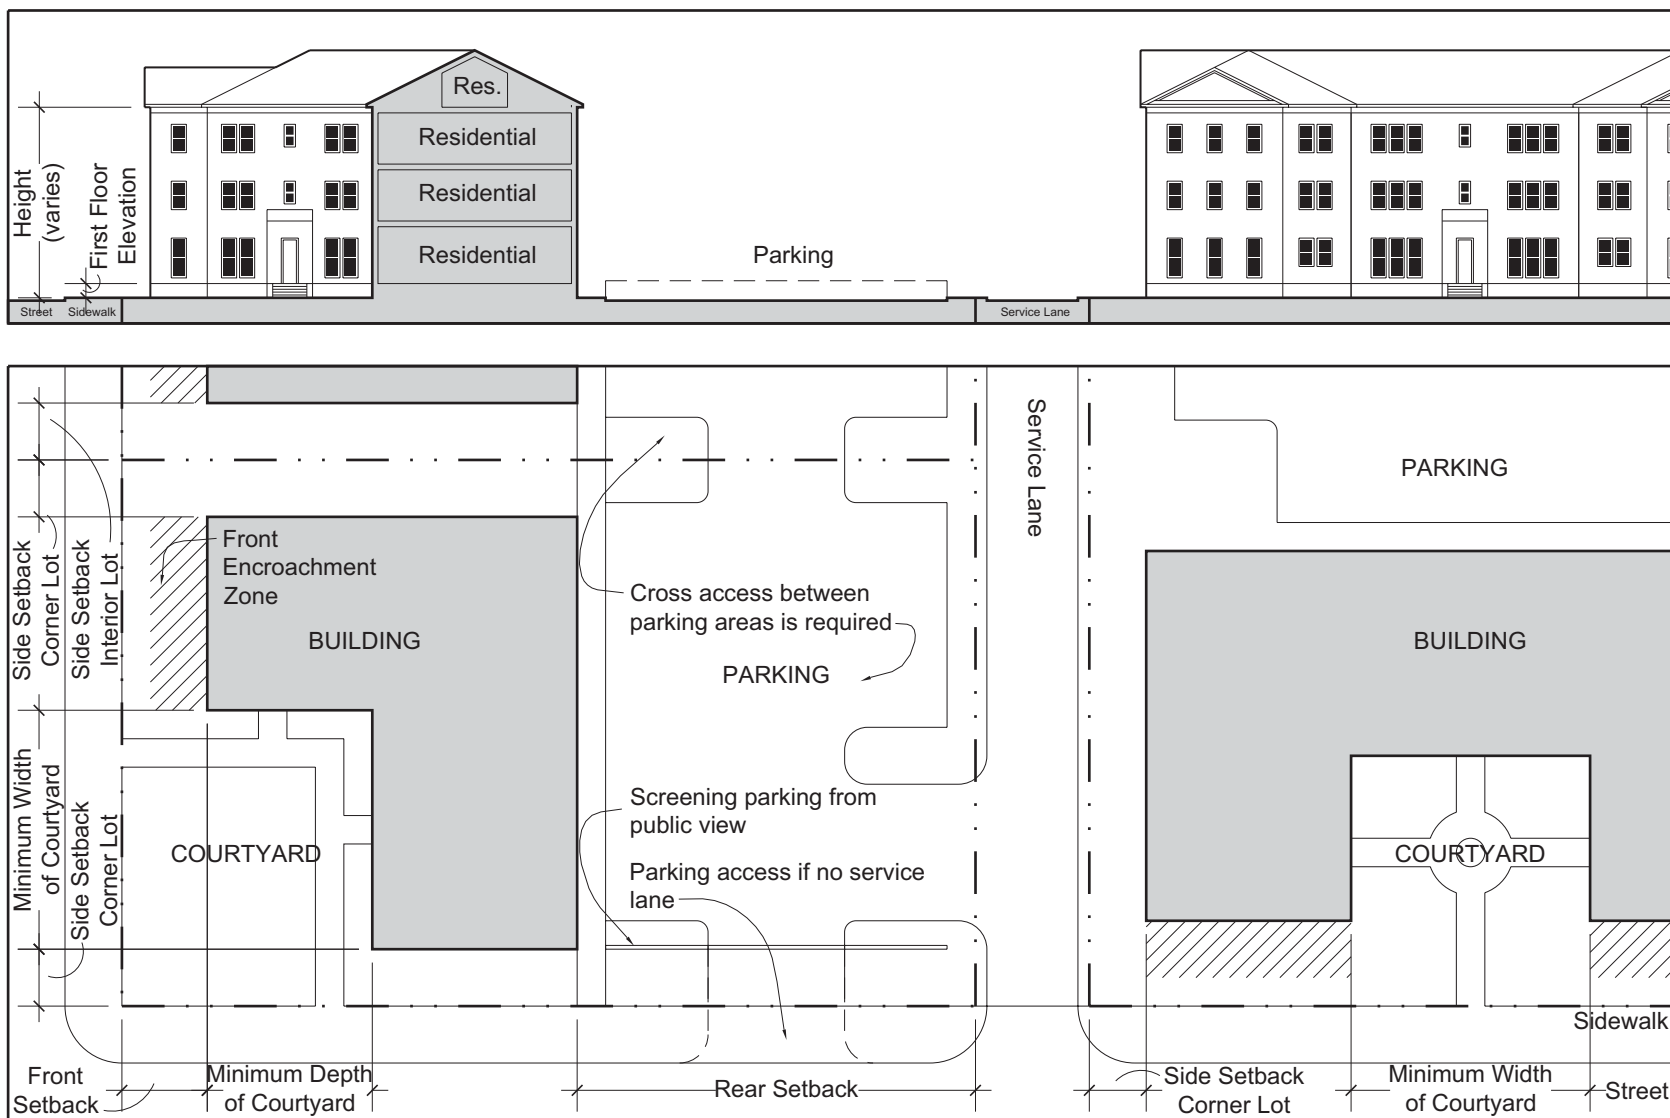 Res.
Residential
Residential
Residential
Height
(varies)
First Floor
Elevation
Parking
Street
Sidewalk
Service Lane
Side Setback
Corner Lot
Side Setback
Interior Lot
Front
Encroachment
Zone
BUILDING
Cross access between
parking areas is required
PARKING
Service Lane
PARKING
BUILDING
Minimum Width
of Courtyard
Side Setback
Corner Lot
COURTYARD
Screening parking from
public view
Parking access if no service
lane
COURTYARD
Sidewalk
Front
Setback
Minimum Depth
of Courtyard
Rear Setback
Side Setback
Corner Lot
Minimum Width
of Courtyard
Street